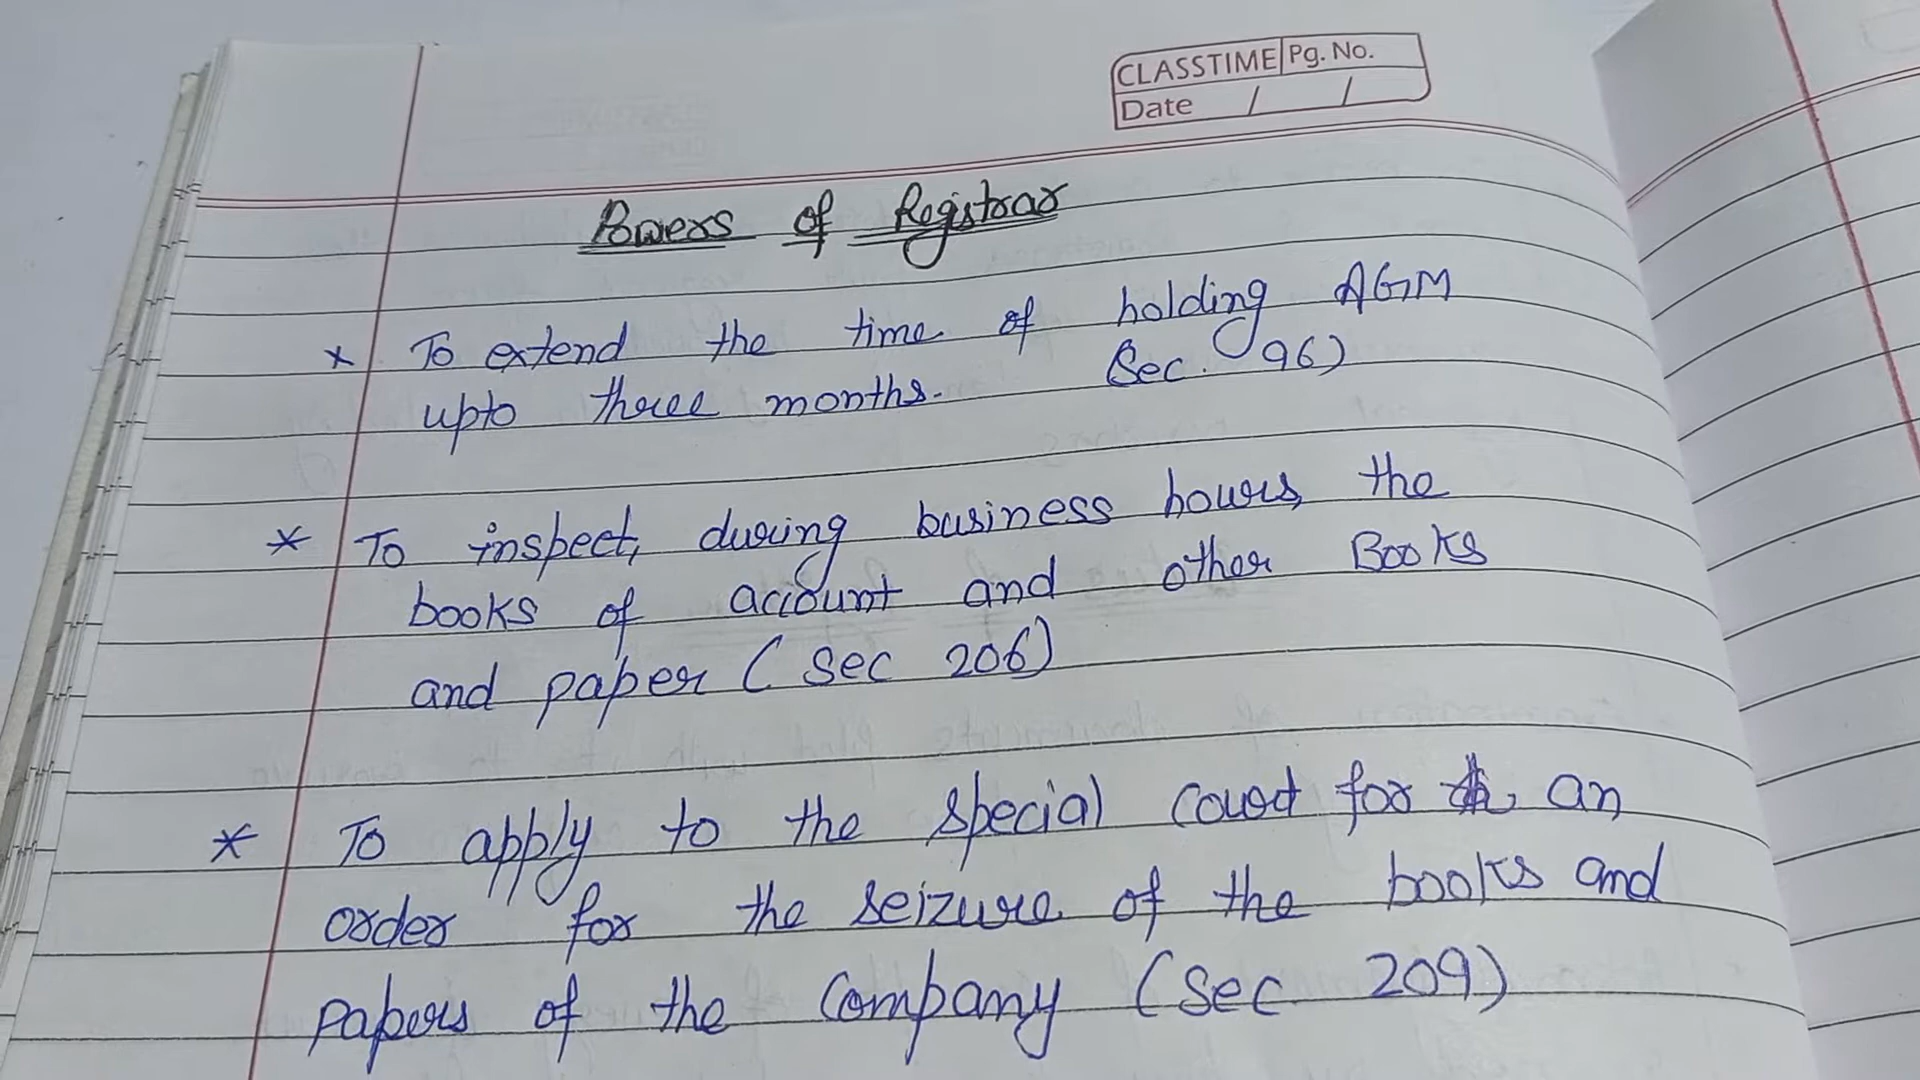 CLASSTIME Pg. No.
Date / /
Powers of Registrar
* To extend the time of holding AGM
upto three months. (Sec. 96)
* To inspect, during business hours, the
books of account and other Books
and paper (Sec 206)
* To apply to the special court for an
order for the seizure of the books and
papers of the Company (Sec 209)